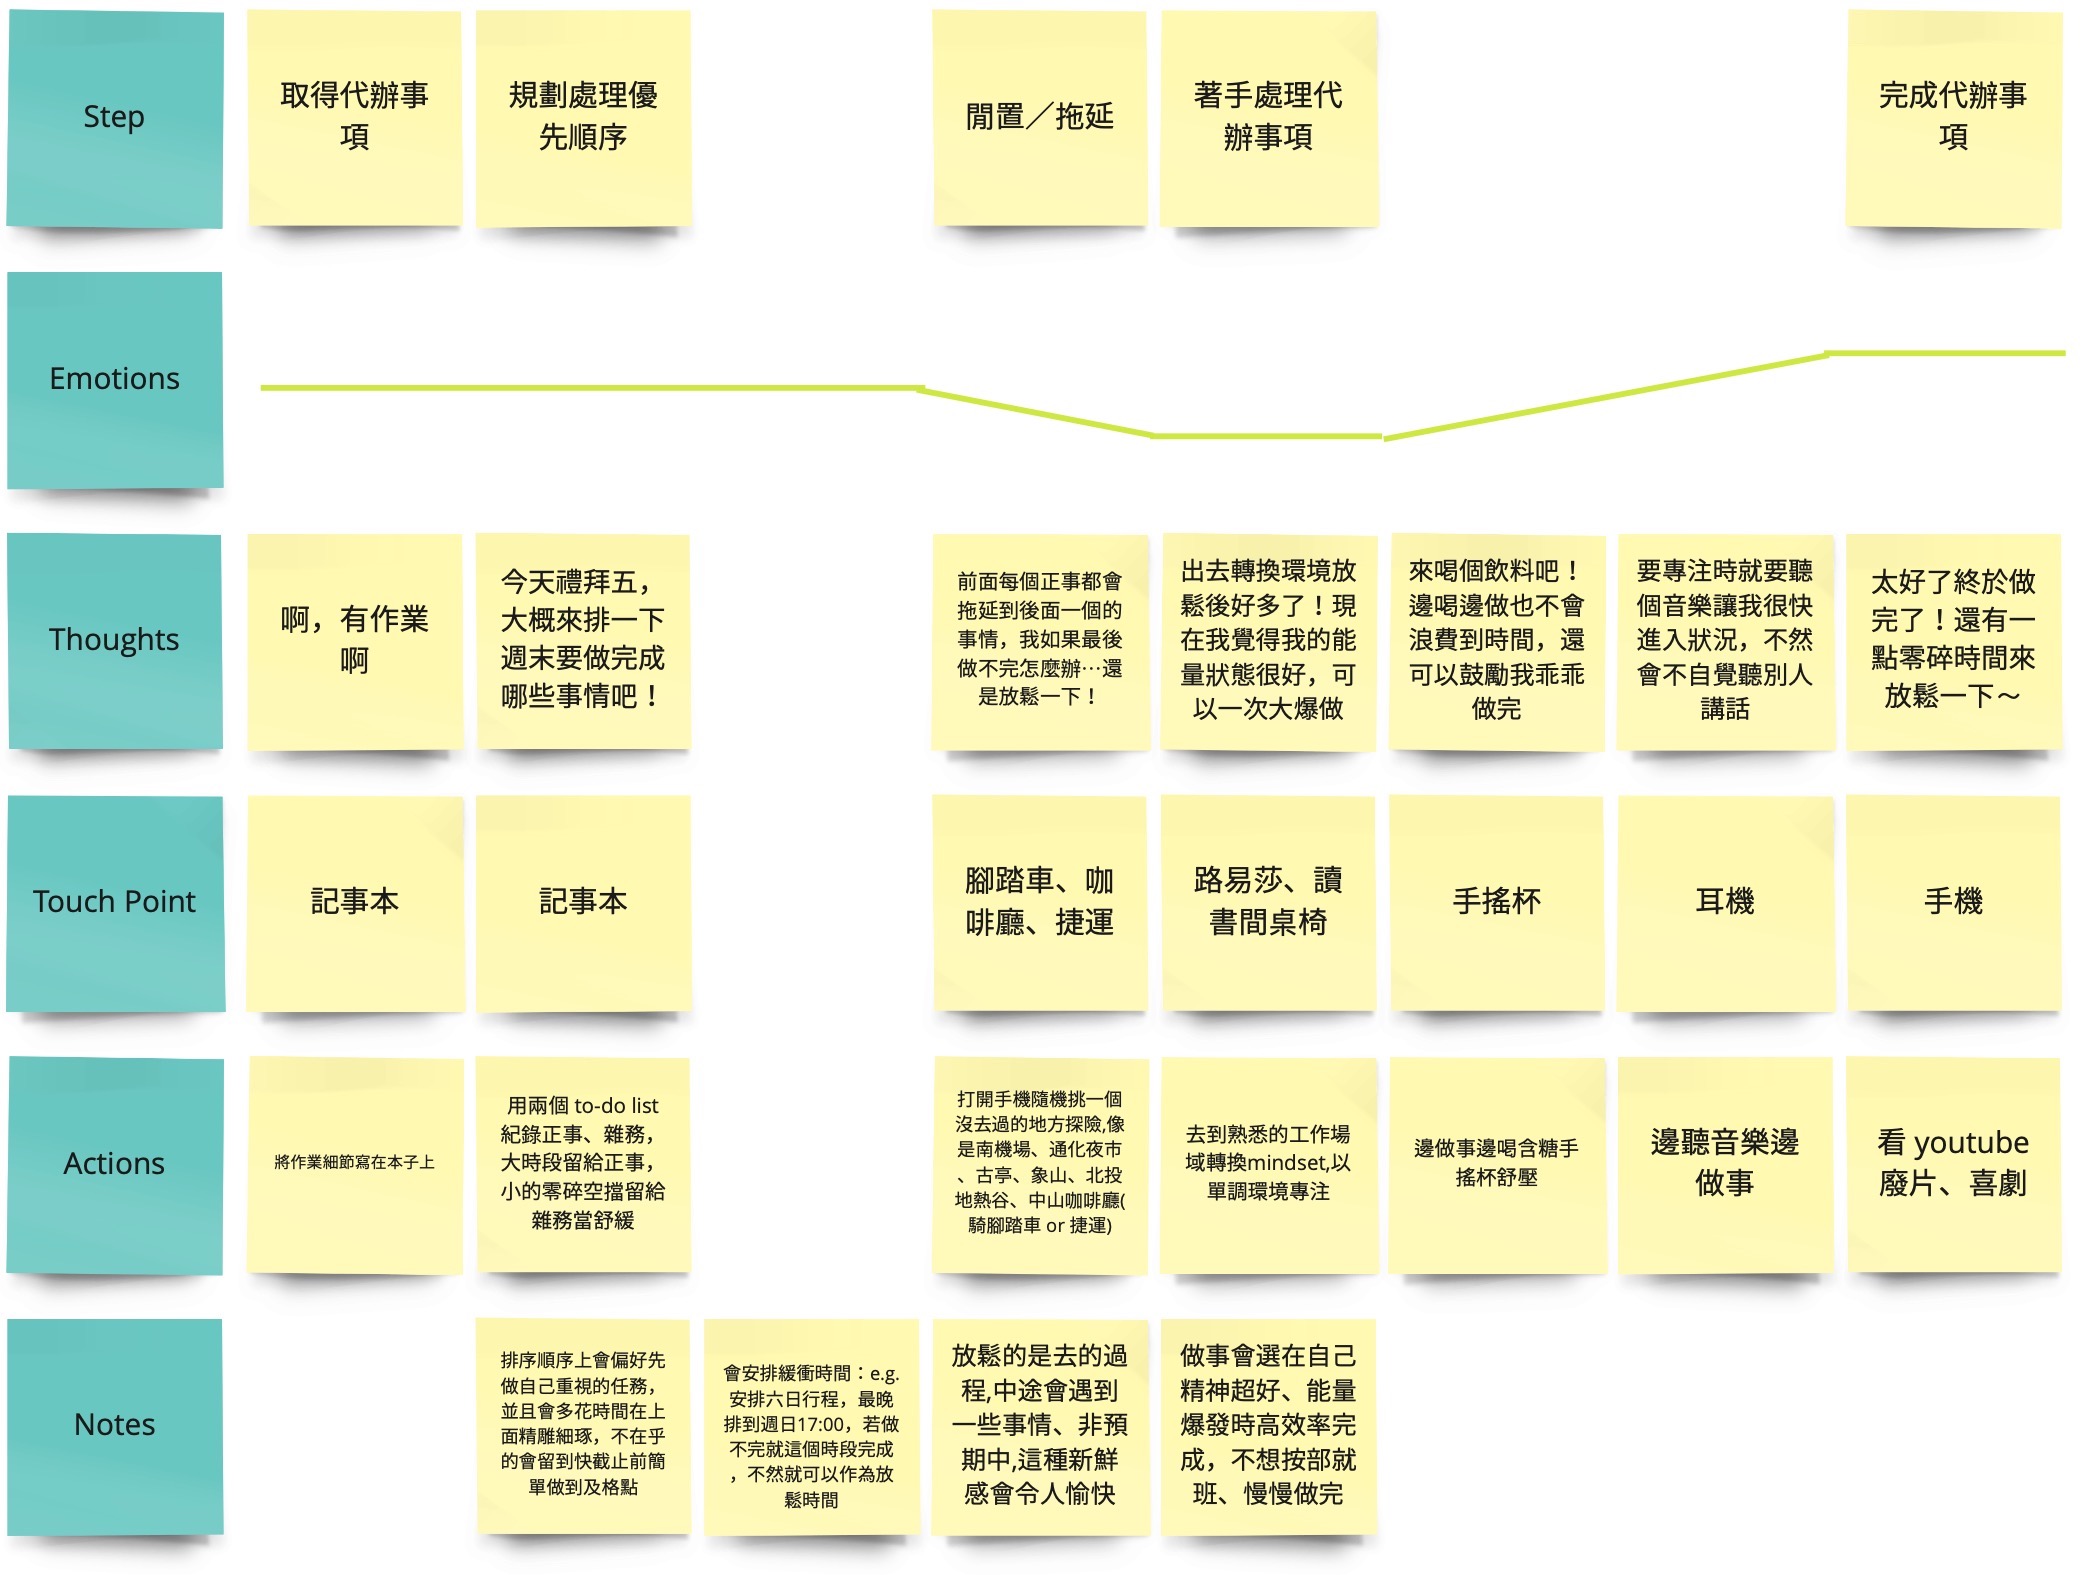 Step
取得代辦事
項
規劃處理優
先順序
閒置／拖延
著手處理代
辦事項
完成代辦事
項
Emotions
Thoughts
啊，有作業
啊
今天禮拜五，
大概來排一下
週末要做完成
哪些事情吧！
前面每個正事都會
拖延到後面一個的
事情，我如果最後
做不完怎麼辦…還
是放鬆一下！
出去轉換環境放
鬆後好多了！現
在我覺得我的能
量狀態很好，可
以一次大爆做
來喝個飲料吧！
邊喝邊做也不會
浪費到時間，還
可以鼓勵我乖乖
做完
要專注時就要聽
個音樂讓我很快
進入狀況，不然
會不自覺聽別人
講話
太好了終於做
完了！還有一
點零碎時間來
放鬆一下～
Touch Point
記事本
記事本
腳踏車、咖
啡廳、捷運
路易莎、讀
書間桌椅
手搖杯
耳機
手機
Actions
將作業細節寫在本子上
用兩個 to-do list
紀錄正事、雜務，
大時段留給正事，
小的零碎空擋留給
雜務當舒緩
打開手機隨機挑一個
沒去過的地方探險,像
是南機場、通化夜市
、古亭、象山、北投
地熱谷、中山咖啡廳(
騎腳踏車 or 捷運)
去到熟悉的工作場
域轉換mindset,以
單調環境專注
邊做事邊喝含糖手
搖杯舒壓
邊聽音樂邊
做事
看 youtube
廢片、喜劇
Notes
排序順序上會偏好先
做自己重視的任務，
並且會多花時間在上
面精雕細琢，不在乎
的會留到快截止前簡
單做到及格點
會安排緩衝時間：e.g.
安排六日行程，最晚
排到週日17:00，若做
不完就這個時段完成
，不然就可以作為放
鬆時間
放鬆的是去的過
程,中途會遇到
一些事情、非預
期中,這種新鮮
感會令人愉快
做事會選在自己
精神超好、能量
爆發時高效率完
成，不想按部就
班、慢慢做完